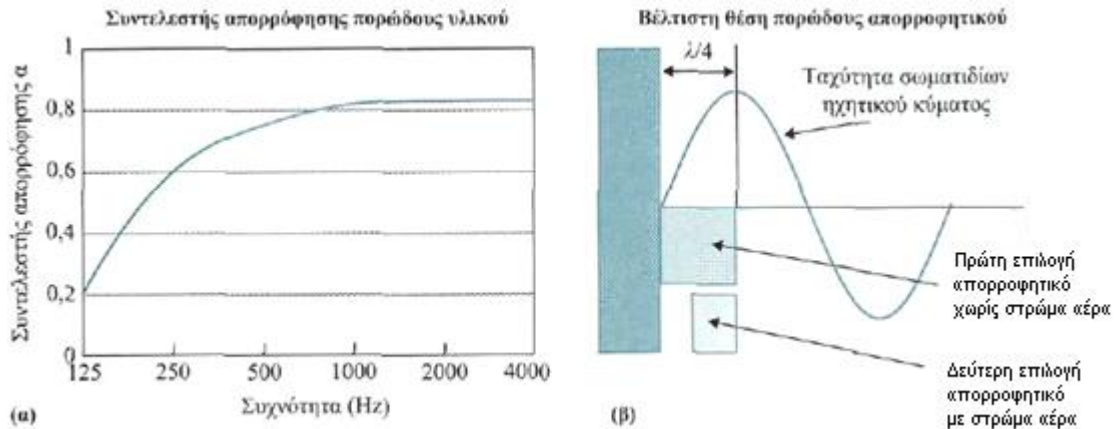 Συντελεστής απορρόφησης πορώδους υλικού
Συντελεστής απορρόφησης α
1
0,8
0,6
0,4
0,2
0
125
250
500
1000
2000
4000
Συχνότητα (Hz)
(α)
Βέλτιστη θέση πορώδους απορροφητικού
λ/4
Ταχύτητα σωματιδίων
ηχητικού κύματος
Πρώτη επιλογή
απορροφητικό
χωρίς στρώμα αέρα
Δεύτερη επιλογή
απορροφητικό
με στρώμα αέρα
(β)